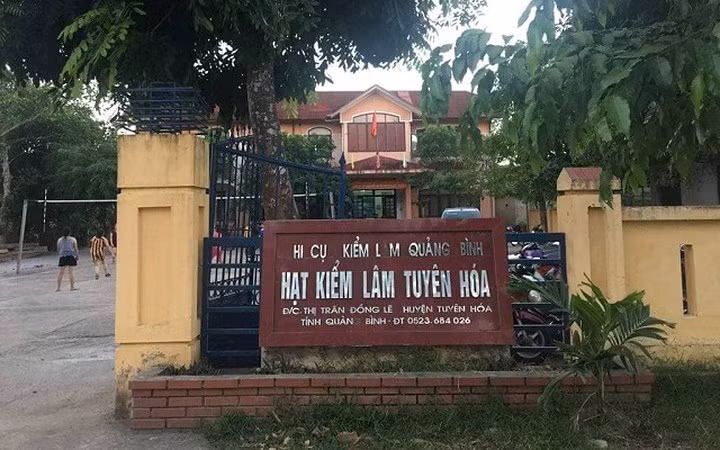 HI CỤ KIỂM LÂM QUẢNG BÌNH
HẠT KIỂM LÂM TUYÊN HÓA
Đ/C THỊ TRẤN ĐỒNG LÊ HUYỆN TUYÊN HÓA
TỈNH QUẢNG BÌNH - ĐT 0523.684 026